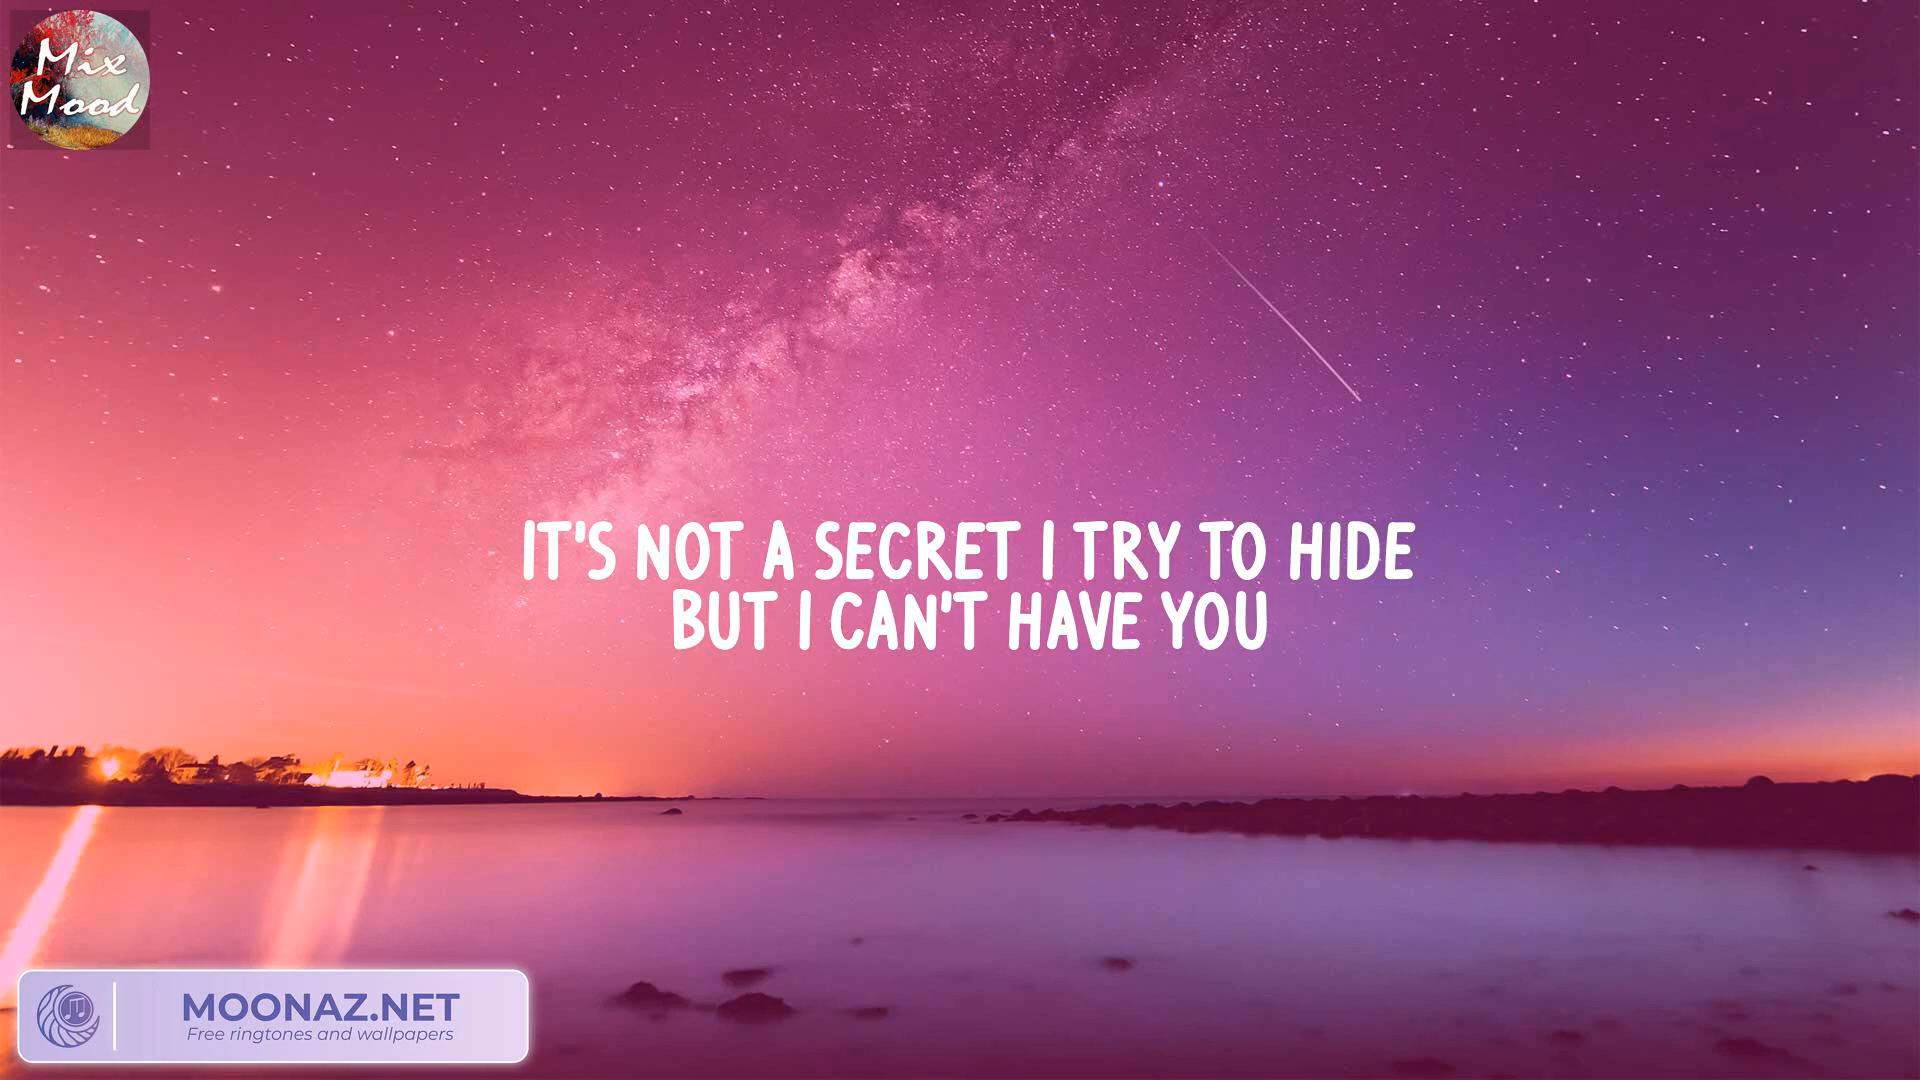 Mix
Mood
IT'S NOT A SECRET I TRY TO HIDE
BUT I CAN'T HAVE YOU
MOONAZ.NET
Free ringtones and wallpapers